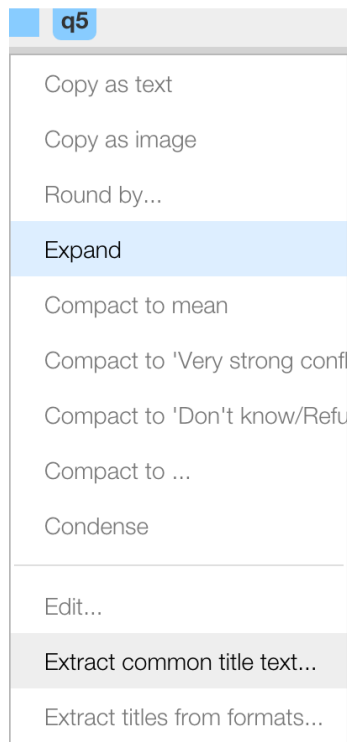 q5
Copy as text
Copy as image
Round by...
Expand
Compact to mean
Compact to 'Very strong confl
Compact to 'Don't know/Refu
Compact to ...
Condense
Edit...
Extract common title text...
Extract titles from formats...